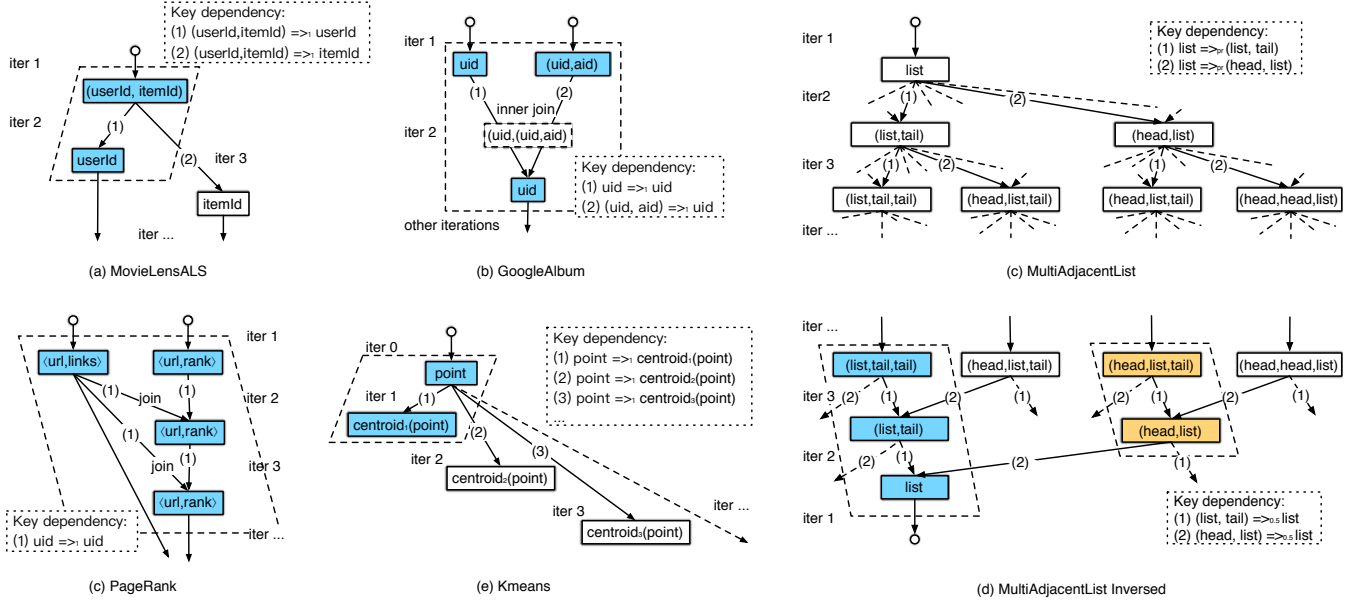 Key dependency:
(1) (userId,itemId) =>₁ userId
(2) (userId,itemId) =>₁ itemId
iter 1
(userId, itemId)
iter 2
(1)
userId
(2)
iter 3
itemId
iter ...
(a) MovieLensALS
iter 1
uid
(uid,aid)
(1)
(2)
inner join
iter 2
(uid,(uid,aid)
Key dependency:
(1) uid =>₁ uid
(2) (uid, aid) =>₁ uid
uid
other iterations
(b) GoogleAlbum
iter 1
Key dependency:
(1) list =>ₚᵣ (list, tail)
(2) list =>ₚᵣ (head, list)
list
iter2
(1)
(2)
(list,tail)
(head,list)
iter 3
(1)
(2)
(1)
(2)
(list,tail,tail)
(head,list,tail)
(head,list,tail)
(head,head,list)
iter ...
(c) MultiAdjacentList
iter 1
⟨url,links⟩
⟨url,rank⟩
(1)
(1)
join
iter 2
⟨url,rank⟩
(1)
(1)
join
iter 3
⟨url,rank⟩
Key dependency:
(1) uid =>₁ uid
iter ...
(c) PageRank
iter 0
point
Key dependency:
(1) point =>₁ centroid₁(point)
(2) point =>₁ centroid₂(point)
(3) point =>₁ centroid₃(point)
...
iter 1
(1)
centroid₁(point)
(2)
(3)
iter 2
centroid₂(point)
iter 3
iter ...
centroid₃(point)
(e) Kmeans
iter ...
(list,tail,tail)
(head,list,tail)
(head,list,tail)
(head,head,list)
iter 3
(2)
(1)
(2)
(1)
(2)
(1)
(2)
(1)
(list,tail)
(head,list)
iter 2
(2)
(1)
(2)
(1)
list
Key dependency:
(1) (list, tail) =>₀.₅ list
(2) (head, list) =>₀.₅ list
iter 1
(d) MultiAdjacentList Inversed